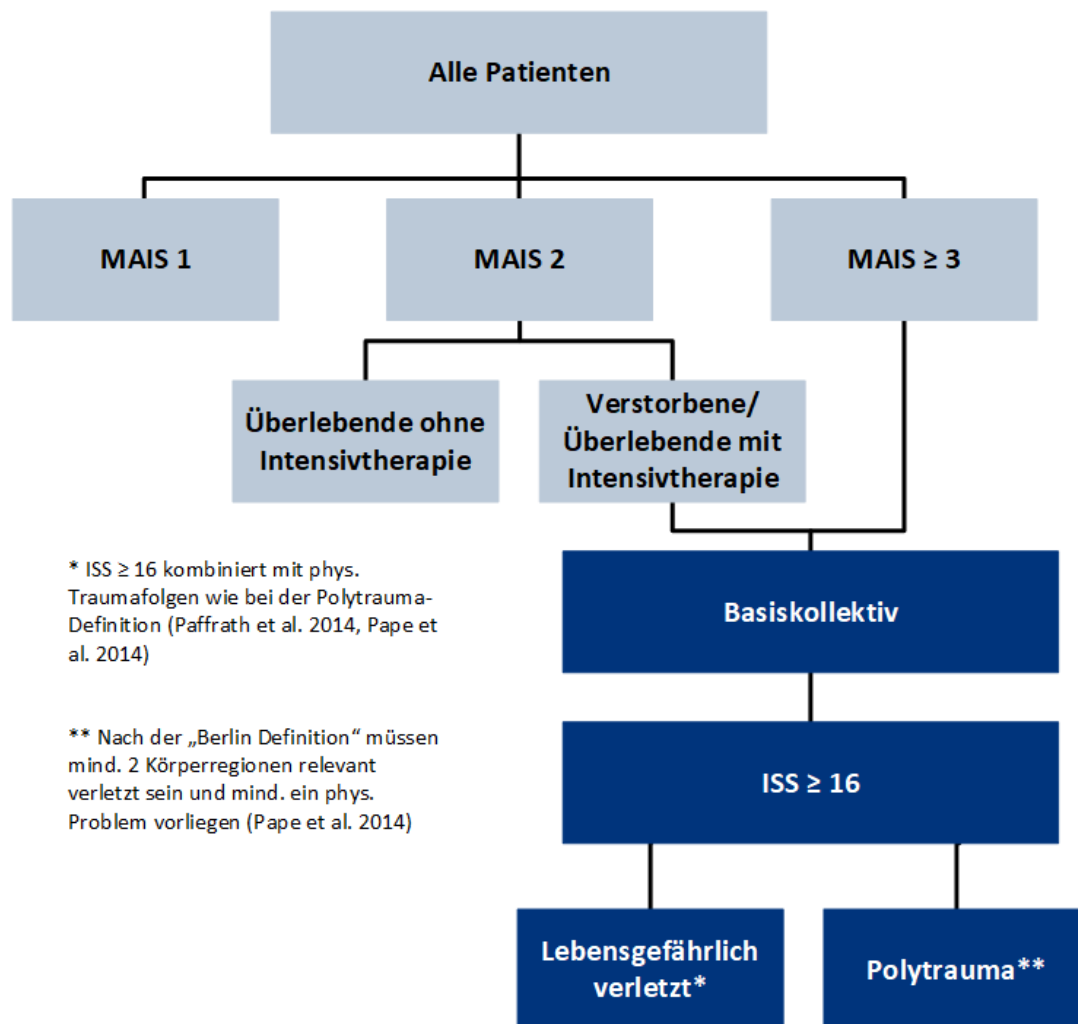 Alle Patienten
MAIS 1
MAIS 2
MAIS ≥ 3
Überlebende ohne
Intensivtherapie
Verstorbene/
Überlebende mit
Intensivtherapie
* ISS ≥ 16 kombiniert mit phys.
Traumafolgen wie bei der Polytrauma-
Definition (Paffrath et al. 2014, Pape et
al. 2014)
Basiskollektiv
** Nach der „Berlin Definition“ müssen
mind. 2 Körperregionen relevant
verletzt sein und mind. ein phys.
Problem vorliegen (Pape et al. 2014)
ISS ≥ 16
Lebensgefährlich
verletzt*
Polytrauma**